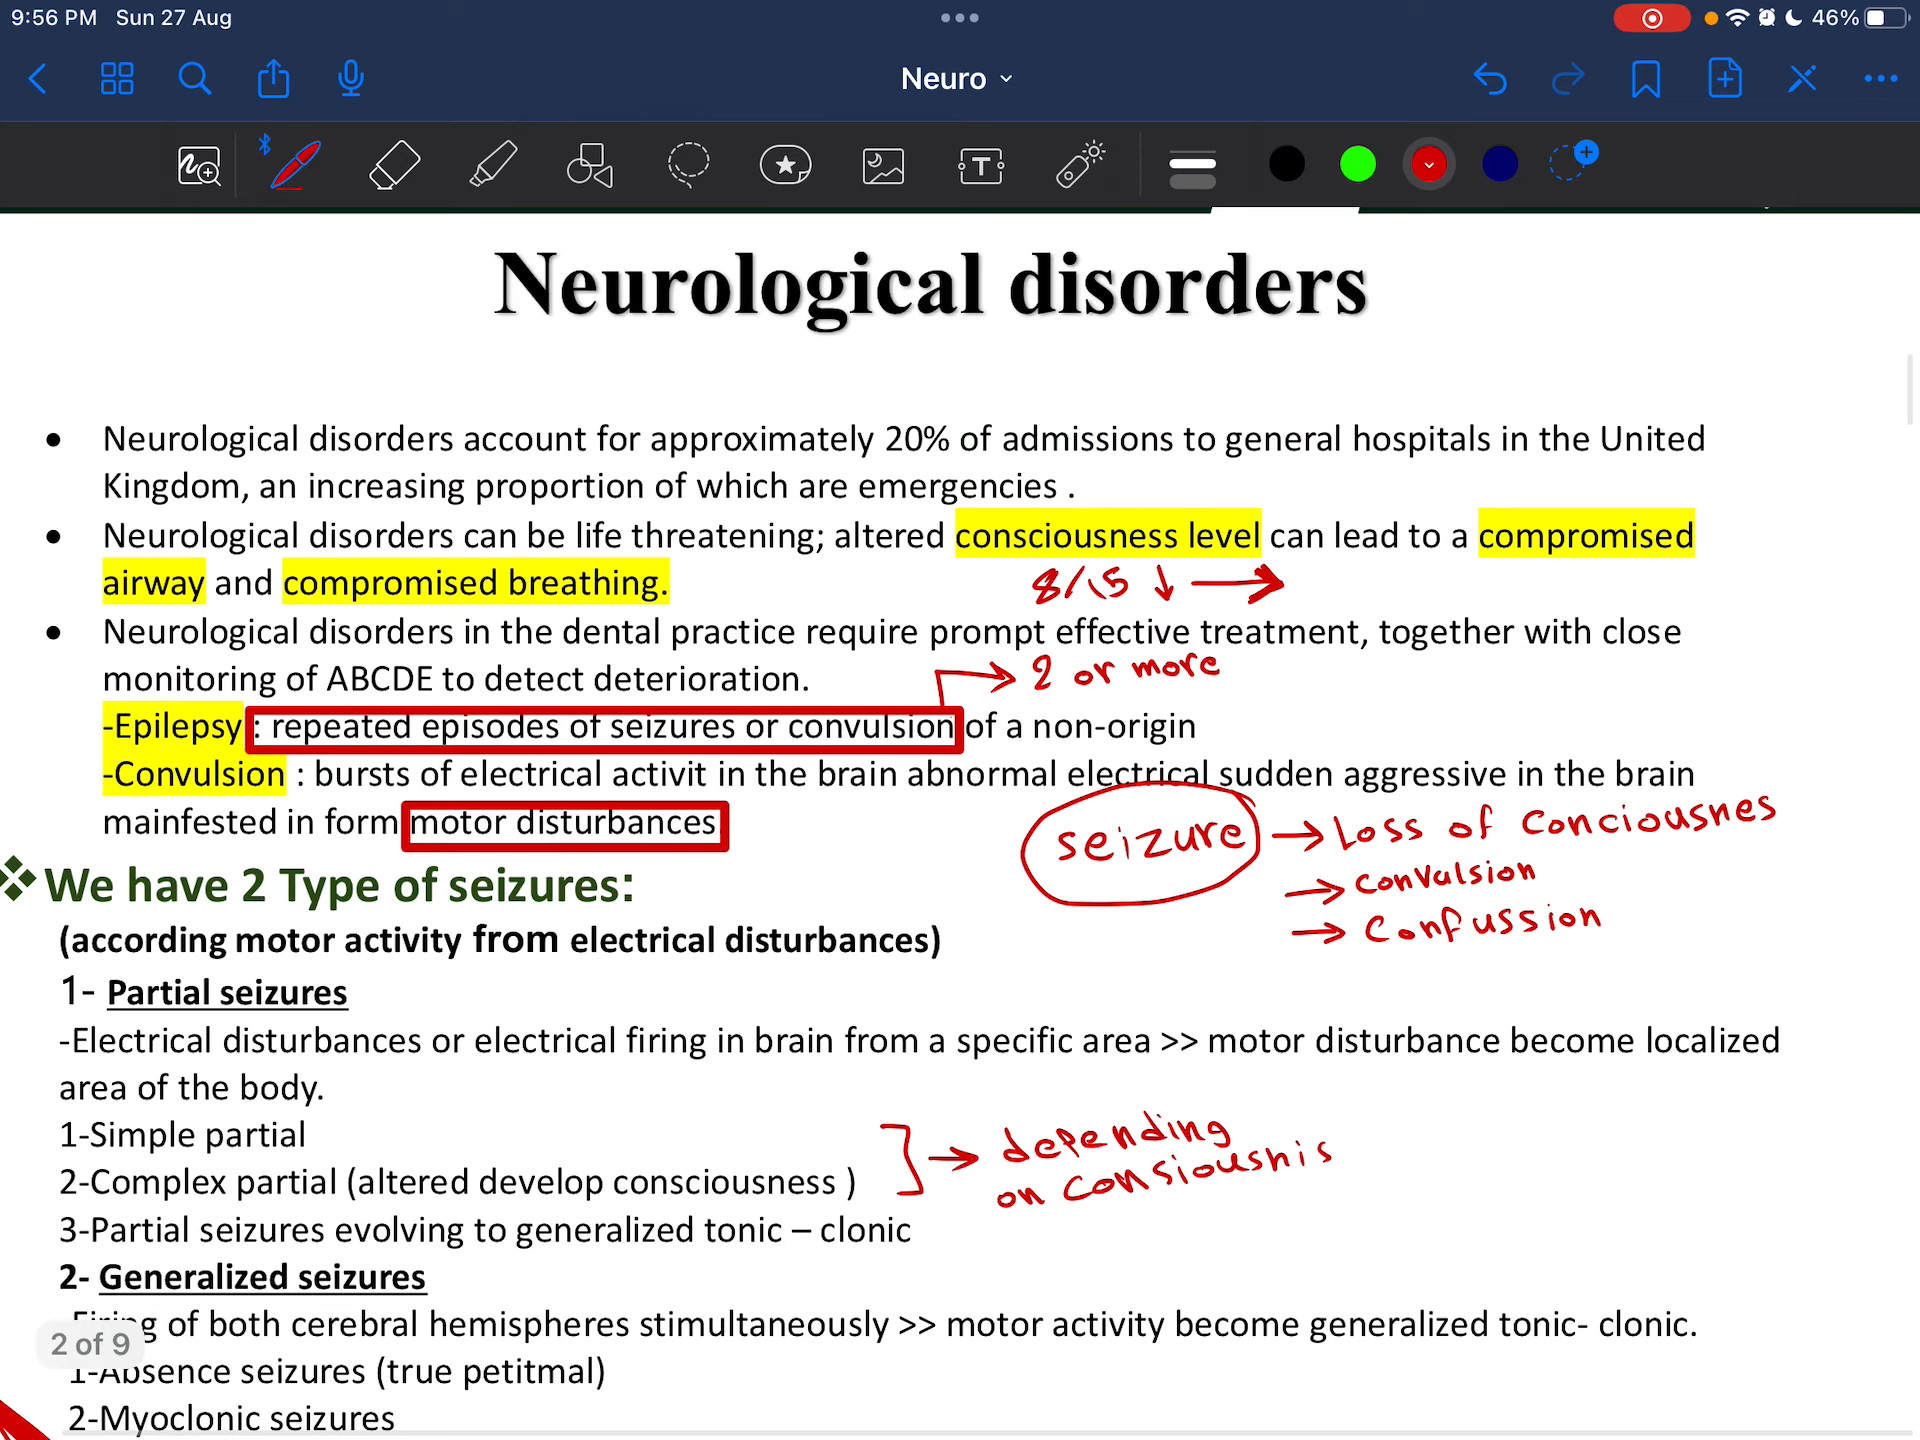 9:56 PM Sun 27 Aug
46%
Neuro
Neurological disorders
• Neurological disorders account for approximately 20% of admissions to general hospitals in the United
Kingdom, an increasing proportion of which are emergencies .
• Neurological disorders can be life threatening; altered consciousness level can lead to a compromised
airway and compromised breathing.
8/15 ↓ →
• Neurological disorders in the dental practice require prompt effective treatment, together with close
monitoring of ABCDE to detect deterioration.
→ 2 or more
-Epilepsy : repeated episodes of seizures or convulsion of a non-origin
-Convulsion : bursts of electrical activit in the brain abnormal electrical sudden aggressive in the brain
mainfested in form motor disturbances
seizure → Loss of Conciousnes
→ Convulsion
→ Confussion
❖ We have 2 Type of seizures:
(according motor activity from electrical disturbances)
1- Partial seizures
-Electrical disturbances or electrical firing in brain from a specific area >> motor disturbance become localized
area of the body.
1-Simple partial
2-Complex partial (altered develop consciousness )
→ depending
on consiousnis
3-Partial seizures evolving to generalized tonic – clonic
2- Generalized seizures
Firing of both cerebral hemispheres stimultaneously >> motor activity become generalized tonic- clonic.
2 of 9
1-Absence seizures (true petitmal)
2-Myoclonic seizures